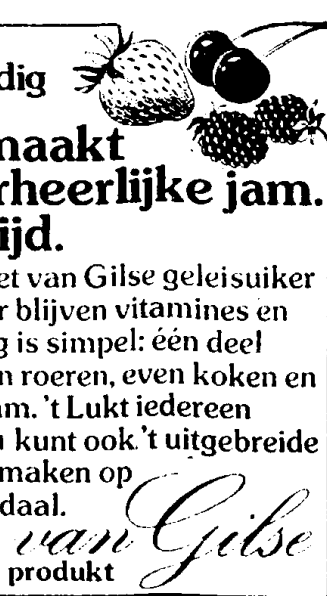 dig
maakt
rheerlijke jam.
ijd.
et van Gilse geleisuiker
r blijven vitamines en
g is simpel: één deel
n roeren, even koken en
am. 't Lukt iedereen
u kunt ook 't uitgebreide
maken op
daal.
van Gilse
produkt